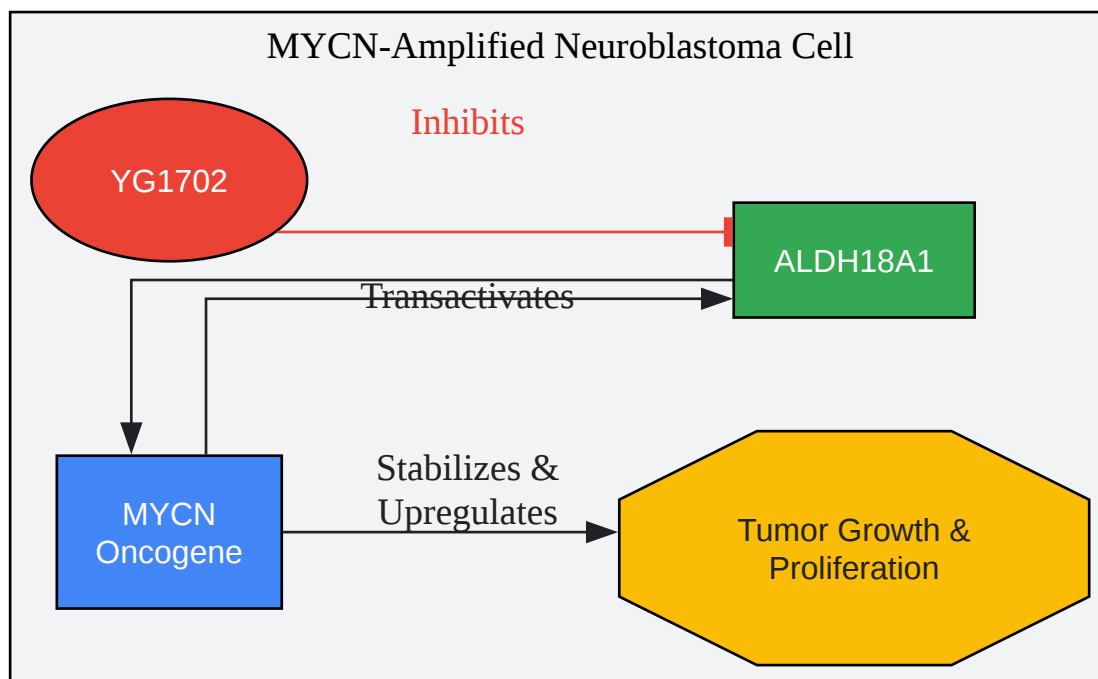 MYCN-Amplified Neuroblastoma Cell
Inhibits
YG1702
ALDH18A1
Transactivates
Stabilizes &
Upregulates
MYCN
Oncogene
Tumor Growth &
Proliferation